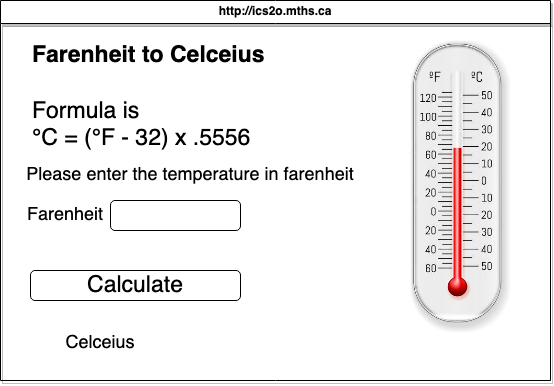 http://ics2o.mths.ca
Farenheit to Celceius
Formula is
°C = (°F - 32) x .5556
Please enter the temperature in farenheit
Farenheit
Calculate
Celceius
ºF ºC
120 50
100 40
80 30
60 20
40 10
20 0
0 10
20 20
40 30
60 40
50